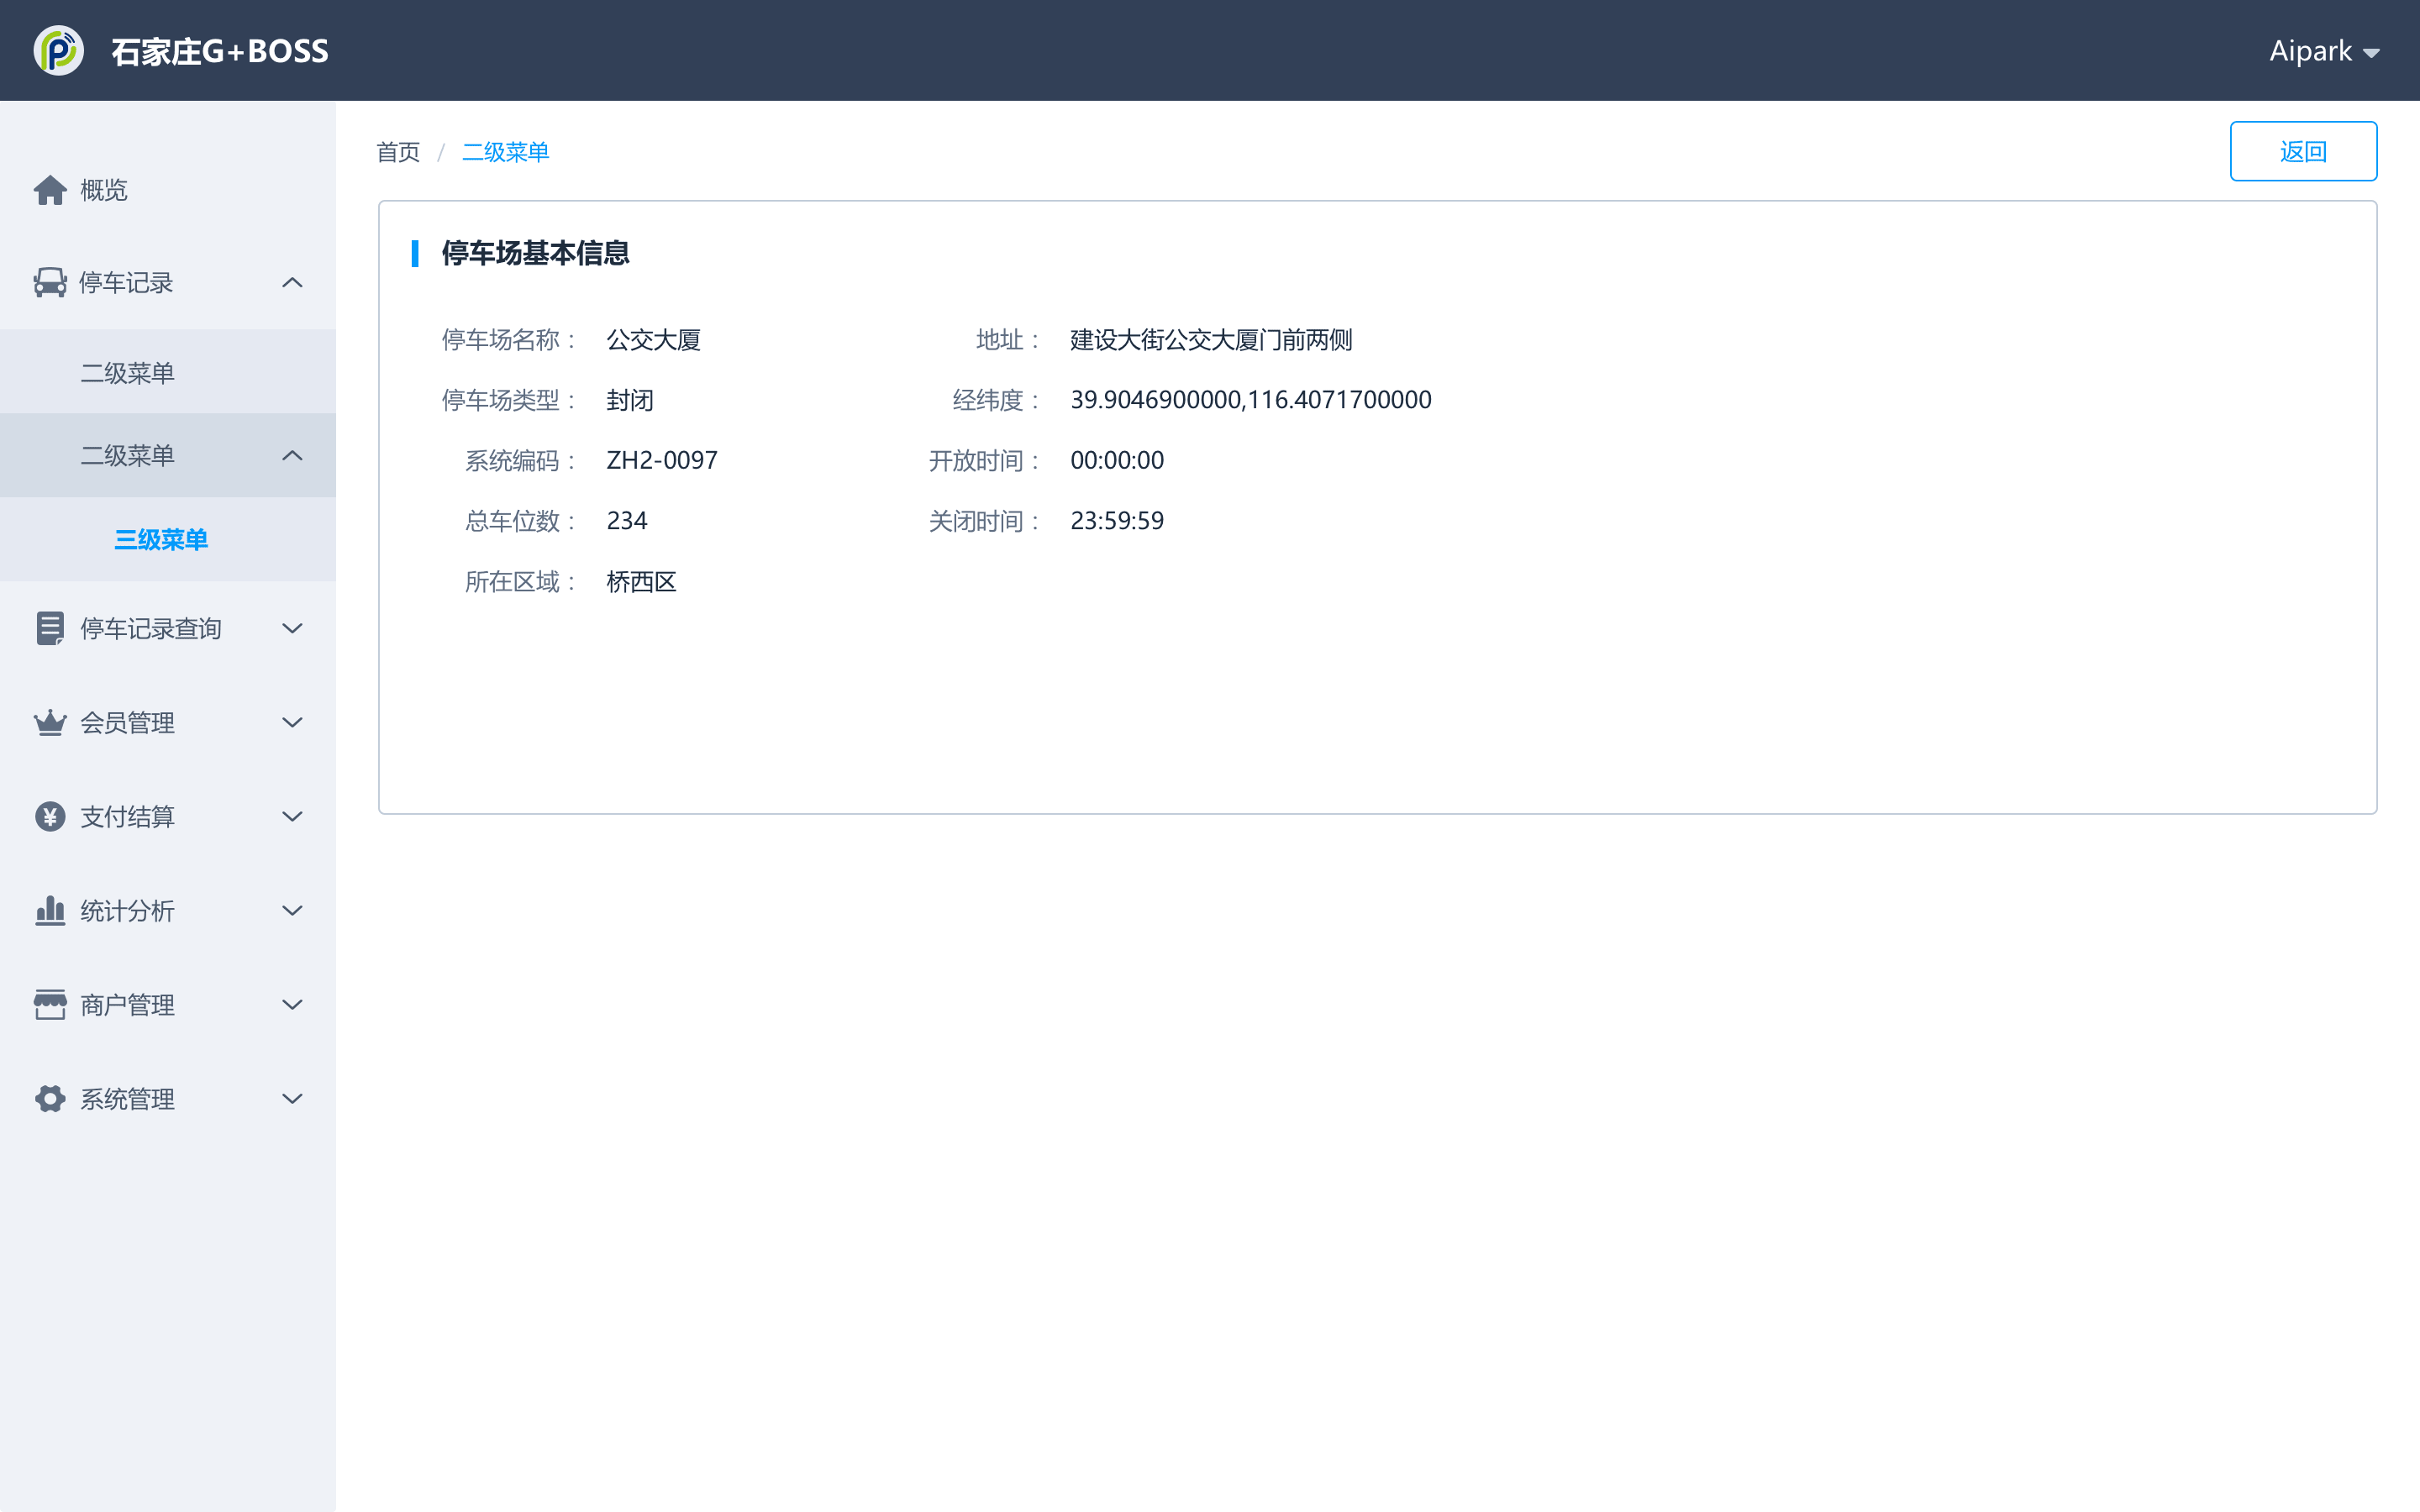 石家庄G+BOSS
Aipark
首页 / 二级菜单
返回
概览
停车记录
二级菜单
二级菜单
三级菜单
停车记录查询
会员管理
支付结算
统计分析
商户管理
系统管理
停车场基本信息
停车场名称： 公交大厦 地址： 建设大街公交大厦门前两侧
停车场类型： 封闭 经纬度： 39.9046900000,116.4071700000
系统编码： ZH2-0097 开放时间： 00:00:00
总车位数： 234 关闭时间： 23:59:59
所在区域： 桥西区